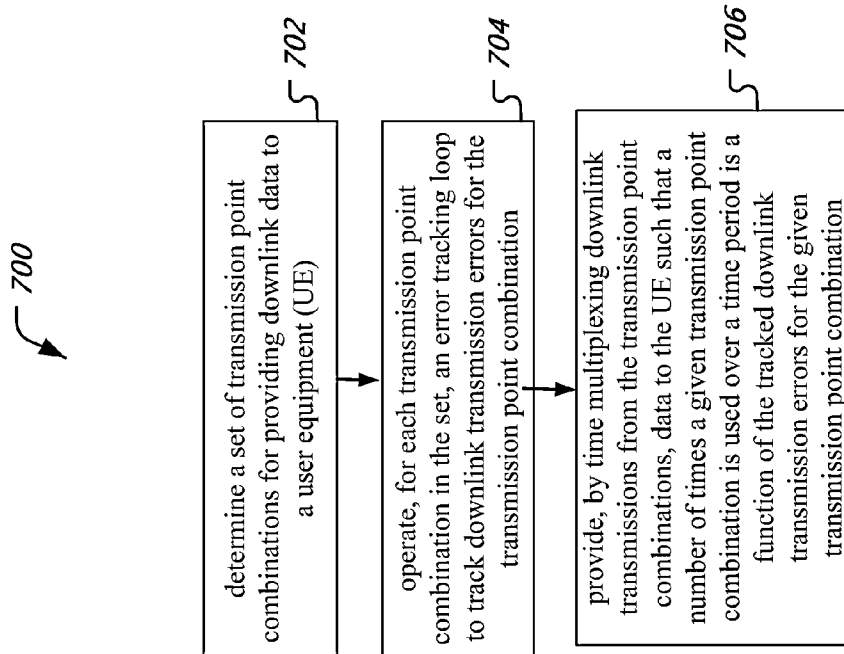 700
determine a set of transmission point
combinations for providing downlink data to
a user equipment (UE)
702
operate, for each transmission point
combination in the set, an error tracking loop
to track downlink transmission errors for the
transmission point combination
704
provide, by time multiplexing downlink
transmissions from the transmission point
combinations, data to the UE such that a
number of times a given transmission point
combination is used over a time period is a
function of the tracked downlink
transmission errors for the given
transmission point combination
706